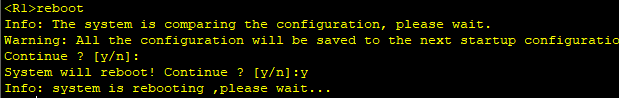 <R1>reboot
Info: The system is comparing the configuration, please wait.
Warning: All the configuration will be saved to the next startup configuratio
Continue ? [y/n]:
System will reboot! Continue ? [y/n]:y
Info: system is rebooting ,please wait...